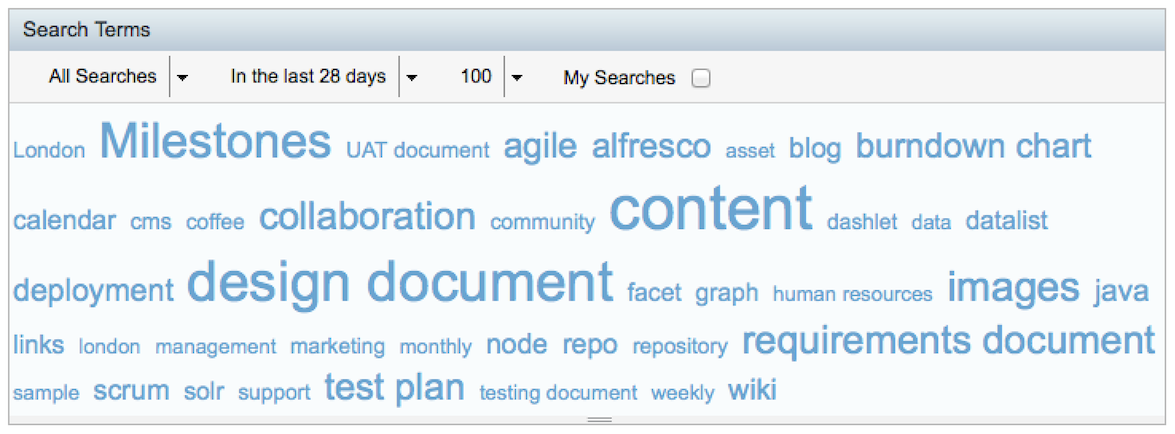 Search Terms
All Searches In the last 28 days 100 My Searches
London Milestones UAT document agile alfresco asset blog burndown chart
calendar cms coffee collaboration community content dashlet data datalist
deployment design document facet graph human resources images java
links london management marketing monthly node repo repository requirements document
sample scrum solr support test plan testing document weekly wiki